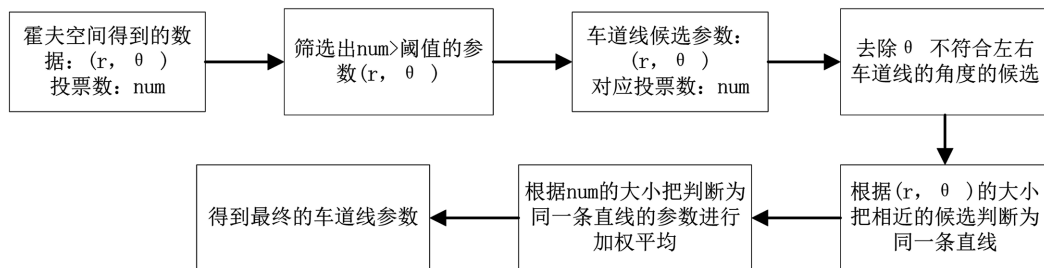 霍夫空间得到的数
据：(r，θ )
投票数：num
筛选出num>阈值的参
数(r，θ )
车道线候选参数：
(r，θ )
对应投票数：num
去除θ 不符合左右
车道线的角度的候选
根据(r，θ )的大小
把相近的候选判断为
同一条直线
根据num的大小把判断为
同一条直线的参数进行
加权平均
得到最终的车道线参数